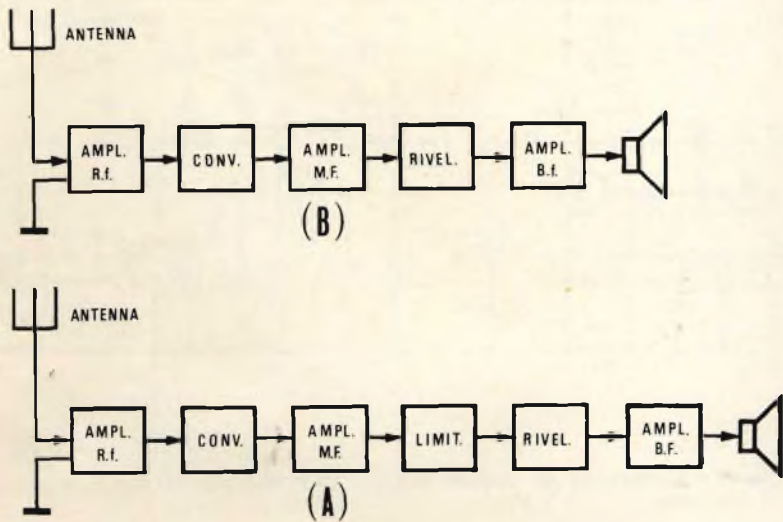 ANTENNA
AMPL.
R.f.
CONV.
AMPL.
M.F.
RIVEL.
AMPL.
B.f.
(B)
ANTENNA
AMPL.
R.f.
CONV.
AMPL.
M.F.
LIMIT.
RIVEL.
AMPL.
B.F.
(A)